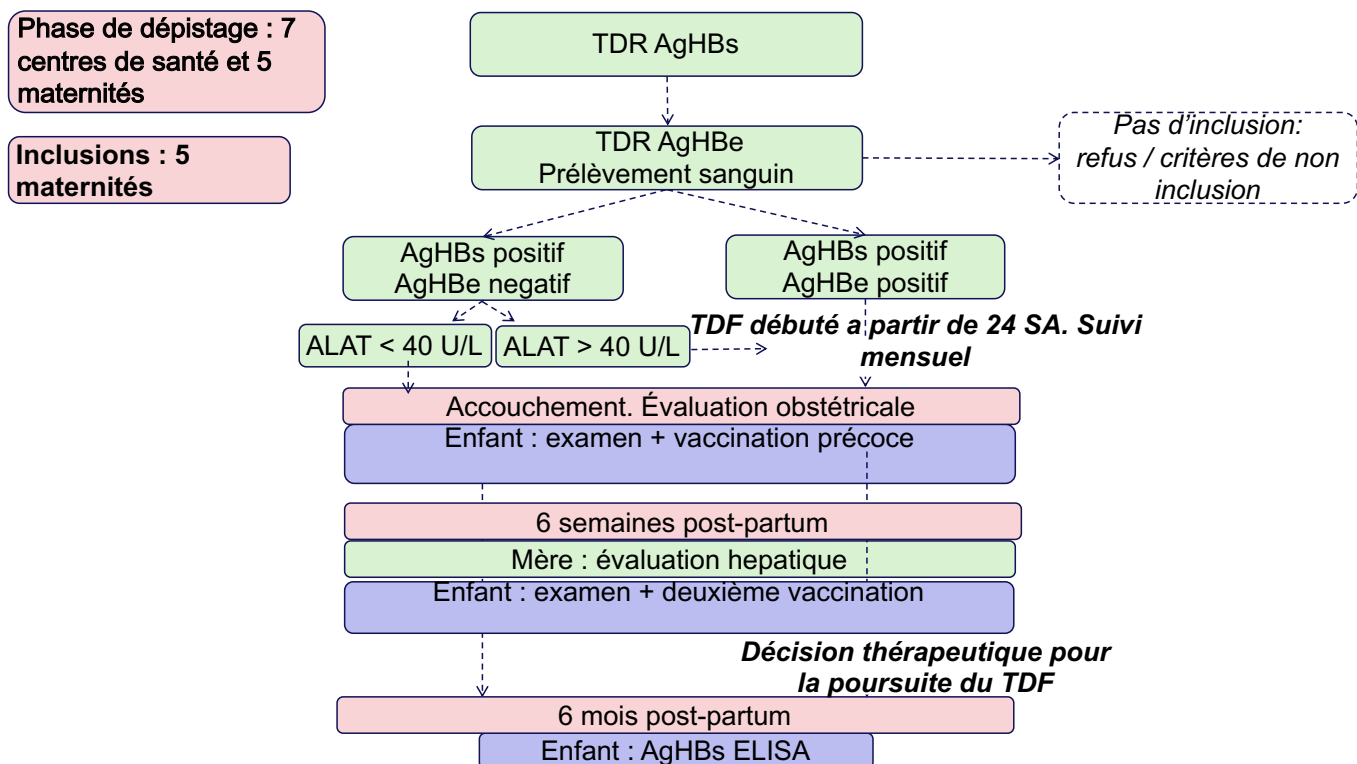 Phase de dépistage : 7
centres de santé et 5
maternités
Inclusions : 5
maternités
TDR AgHBs
TDR AgHBe
Prélèvement sanguin
Pas d’inclusion:
refus / critères de non
inclusion
AgHBs positif
AgHBe negatif
AgHBs positif
AgHBe positif
ALAT < 40 U/L
ALAT > 40 U/L
TDF débuté a partir de 24 SA. Suivi
mensuel
Accouchement. Évaluation obstétricale
Enfant : examen + vaccination précoce
6 semaines post-partum
Mère : évaluation hepatique
Enfant : examen + deuxième vaccination
Décision thérapeutique pour
la poursuite du TDF
6 mois post-partum
Enfant : AgHBs ELISA